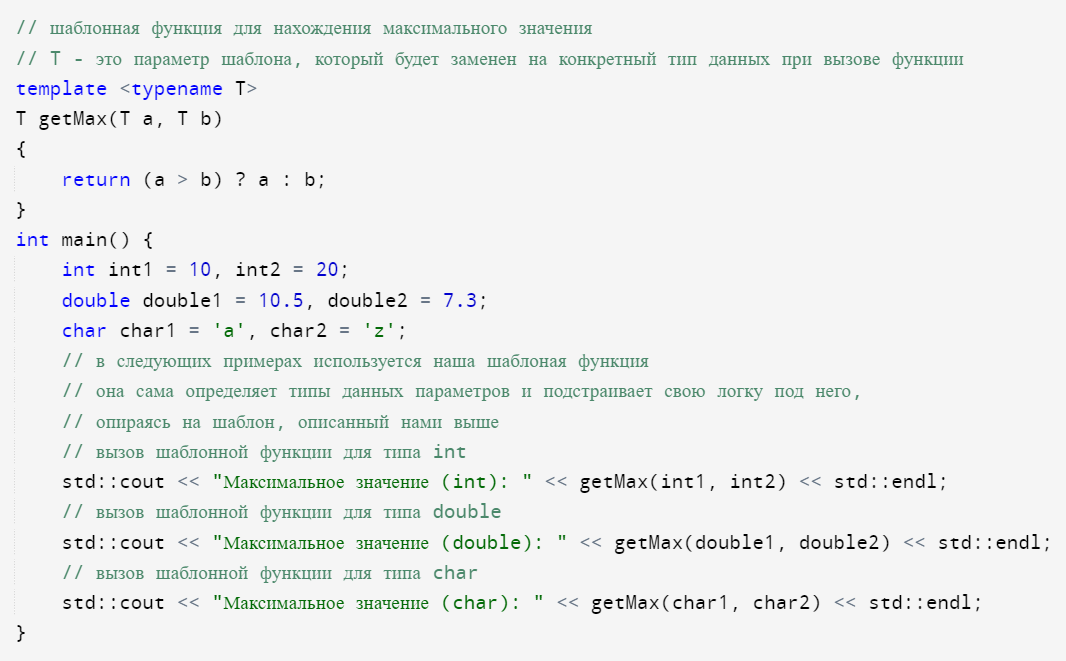 // шаблонная функция для нахождения максимального значения
// T - это параметр шаблона, который будет заменен на конкретный тип данных при вызове функции
template <typename T>
T getMax(T a, T b)
{
    return (a > b) ? a : b;
}
int main() {
    int int1 = 10, int2 = 20;
    double double1 = 10.5, double2 = 7.3;
    char char1 = 'a', char2 = 'z';
    // в следующих примерах используется наша шаблоная функция
    // она сама определяет типы данных параметров и подстраивает свою логку под него,
    // опираясь на шаблон, описанный нами выше
    // вызов шаблонной функции для типа int
    std::cout << "Максимальное значение (int): " << getMax(int1, int2) << std::endl;
    // вызов шаблонной функции для типа double
    std::cout << "Максимальное значение (double): " << getMax(double1, double2) << std::endl;
    // вызов шаблонной функции для типа char
    std::cout << "Максимальное значение (char): " << getMax(char1, char2) << std::endl;
}